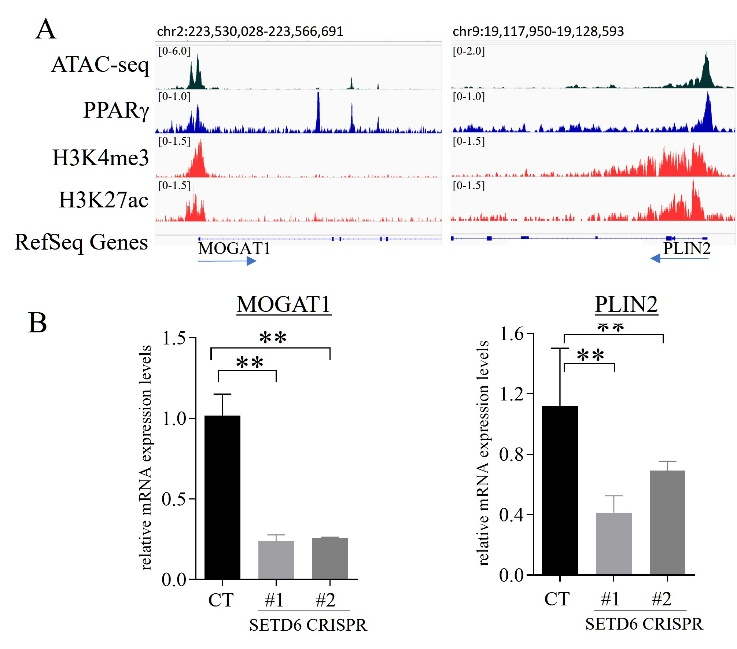 A
chr2:223,530,028-223,566,691
chr9:19,117,950-19,128,593
ATAC-seq
[0-6.0]
[0-2.0]
PPARγ
[0-1.0]
[0-1.0]
H3K4me3
[0-1.5]
[0-1.5]
H3K27ac
[0-1.5]
[0-1.5]
RefSeq Genes
MOGAT1
PLIN2
B
MOGAT1
relative mRNA expression levels
1.5
1.0
0.5
0.0
**
**
CT
#1
#2
SETD6 CRISPR
PLIN2
relative mRNA expression levels
1.6
1.2
0.8
0.4
0.0
**
**
CT
#1
#2
SETD6 CRISPR